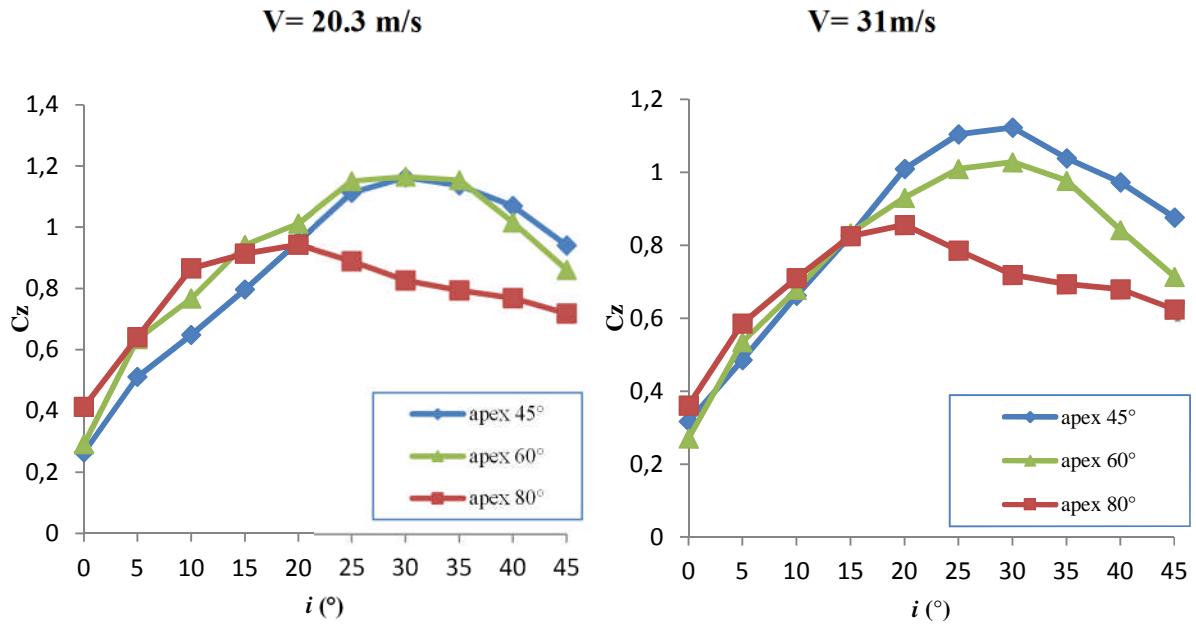 V= 20.3 m/s
1,4
1,2
1
0,8
0,6
0,4
0,2
0
Cz
0 5 10 15 20 25 30 35 40 45
i (°)
apex 45°
apex 60°
apex 80°
V= 31m/s
1,2
1
0,8
0,6
0,4
0,2
0
Cz
0 5 10 15 20 25 30 35 40 45
i (°)
apex 45°
apex 60°
apex 80°